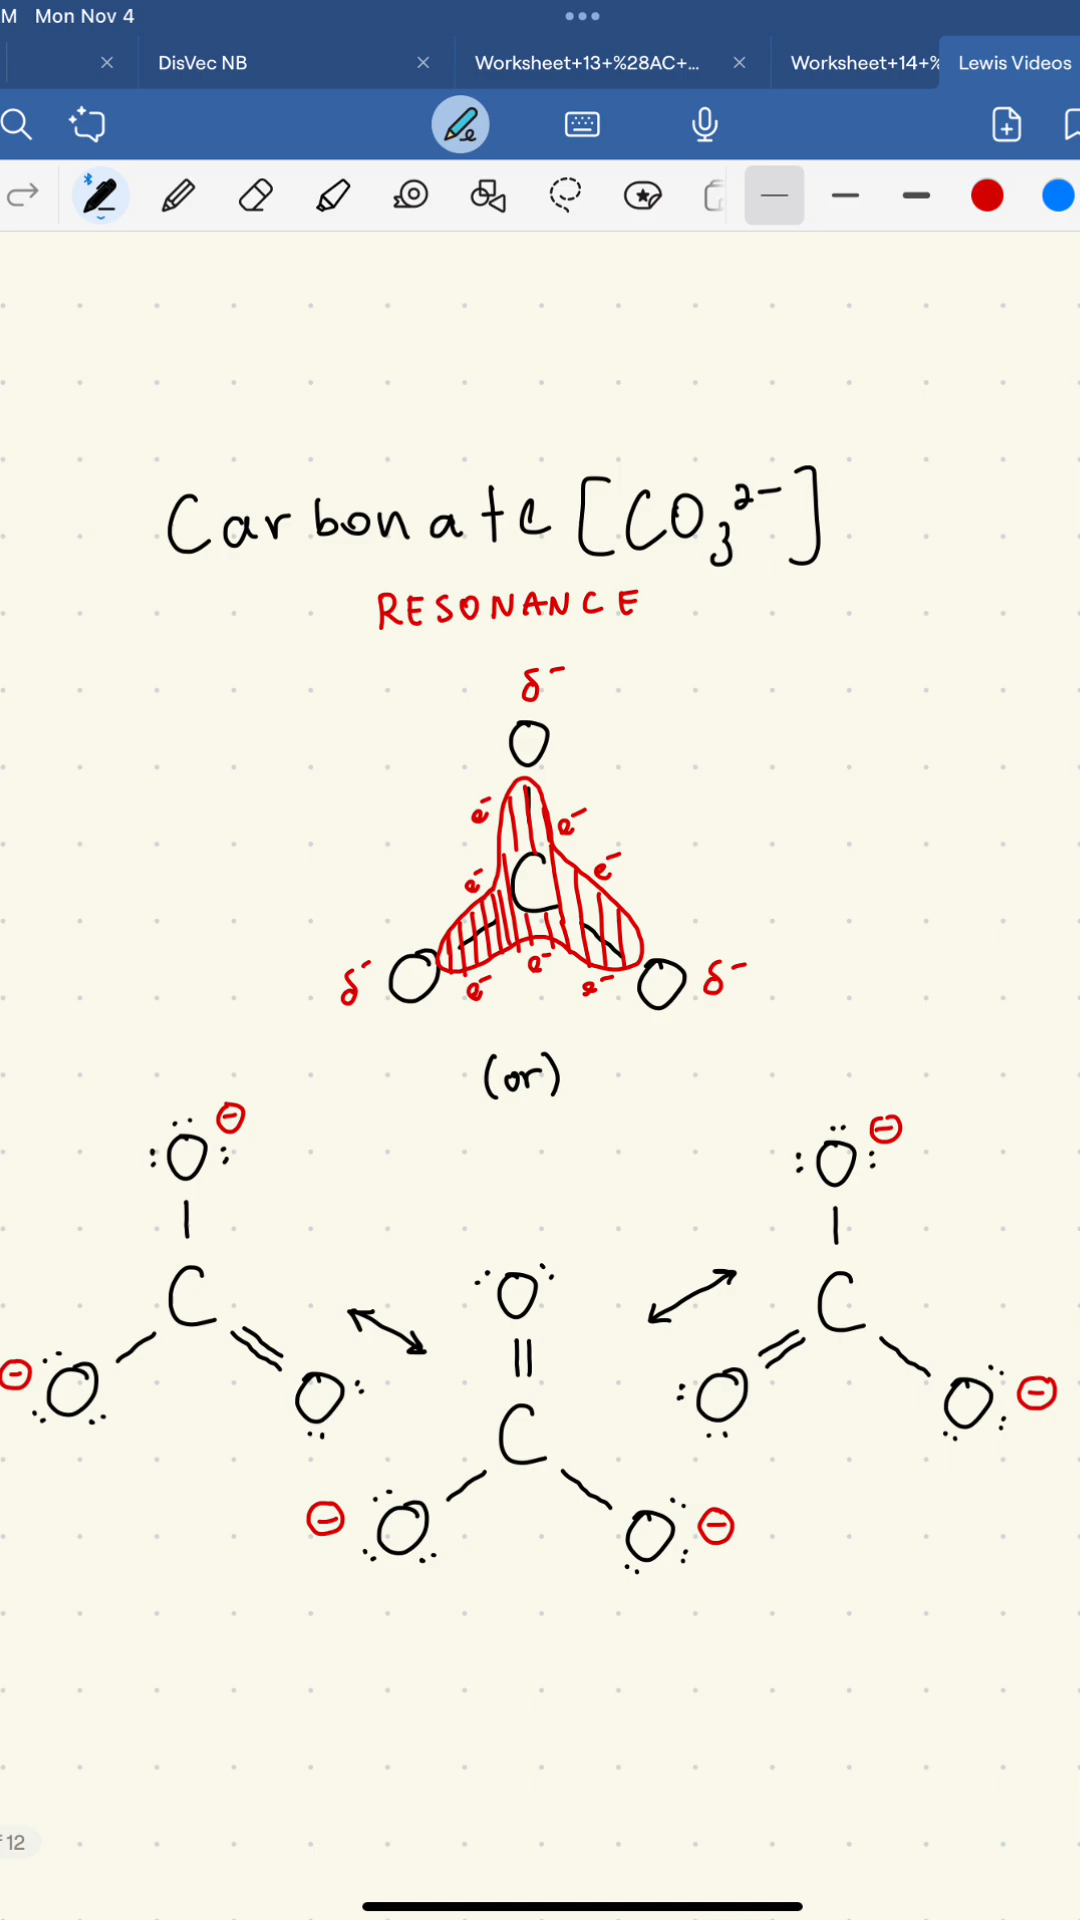 M Mon Nov 4
DisVec NB
Worksheet+13+%28AC+...
Worksheet+14+%
Lewis Videos
Carbonate [CO₃²⁻]
RESONANCE
δ⁻
O
e⁻ e⁻
e⁻ C e⁻
δ⁻ O e⁻ e⁻ e⁻ O δ⁻
(or)
O ⊖ O ⊖
C O C
⊖ O O O O ⊖
C
⊖ O O ⊖
12